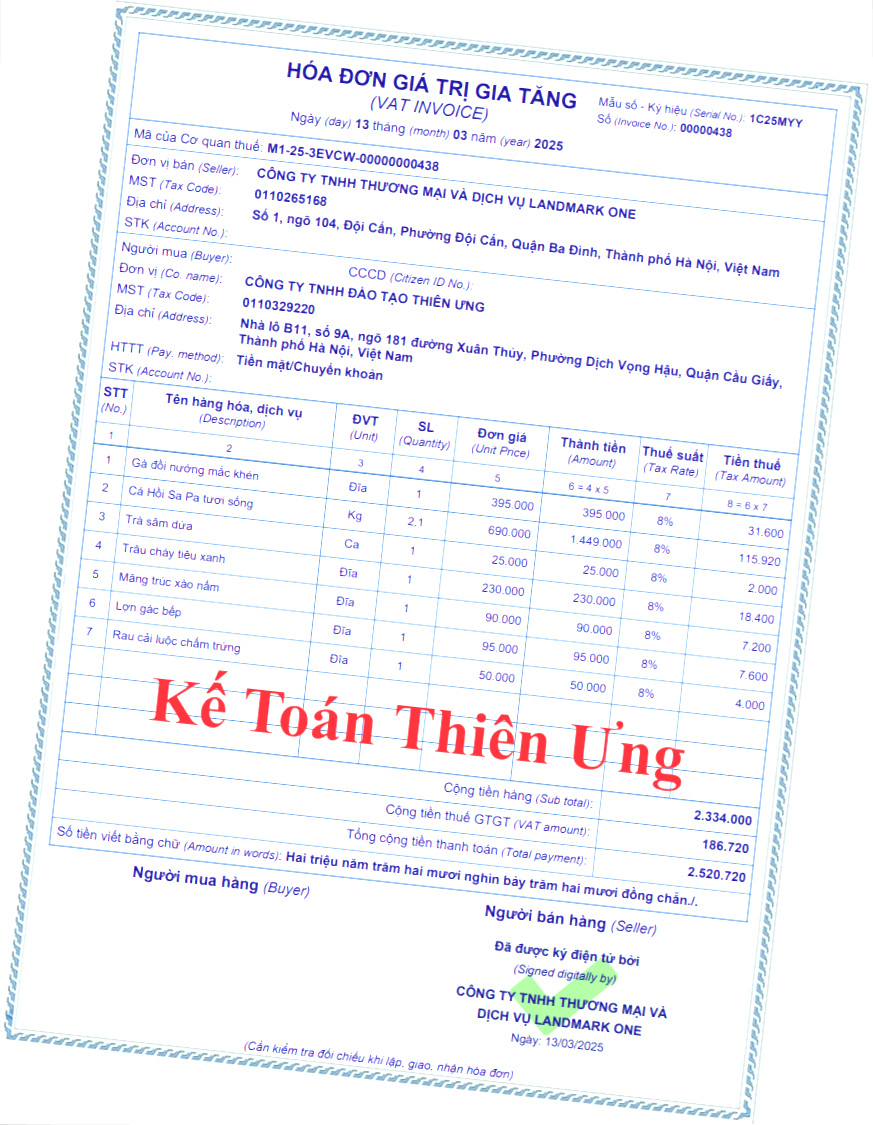 HÓA ĐƠN GIÁ TRỊ GIA TĂNG
(VAT INVOICE)
Ngày (day) 13 tháng (month) 03 năm (year) 2025
Mẫu số - Ký hiệu (Serial No.): 1C25MYY
Số (Invoice No.): 00000438
Mã của Cơ quan thuế: M1-25-3EVCW-00000000438
Đơn vị bán (Seller): CÔNG TY TNHH THƯƠNG MẠI VÀ DỊCH VỤ LANDMARK ONE
MST (Tax Code): 0110265168
Địa chỉ (Address): Số 1, ngõ 104, Đội Cấn, Phường Đội Cấn, Quận Ba Đình, Thành phố Hà Nội, Việt Nam
STK (Account No.):
Người mua (Buyer): CCCD (Citizen ID No.):
Đơn vị (Co. name): CÔNG TY TNHH ĐÀO TẠO THIÊN ƯNG
MST (Tax Code): 0110329220
Địa chỉ (Address): Nhà lô B11, số 9A, ngõ 181 đường Xuân Thủy, Phường Dịch Vọng Hậu, Quận Cầu Giấy,
Thành phố Hà Nội, Việt Nam
HTTT (Pay. method): Tiền mặt/Chuyển khoản
STK (Account No.):
STT Tên hàng hóa, dịch vụ ĐVT SL Đơn giá Thành tiền Thuế suất Tiền thuế
(No.) (Description) (Unit) (Quantity) (Unit Price) (Amount) (Tax Rate) (Tax Amount)
1 2 3 4 5 6 = 4 x 5 7 8 = 6 x 7
1 Gà đồi nướng mắc khén Đĩa 1 395.000 395.000 8% 31.600
2 Cá Hồi Sa Pa tươi sống Kg 2.1 690.000 1.449.000 8% 115.920
3 Trà sâm dứa Ca 1 25.000 25.000 8% 2.000
4 Trâu cháy tiêu xanh Đĩa 1 230.000 230.000 8% 18.400
5 Măng trúc xào nấm Đĩa 1 90.000 90.000 8% 7.200
6 Lợn gác bếp Đĩa 1 95.000 95.000 8% 7.600
7 Rau cải luộc chấm trứng Đĩa 1 50.000 50.000 8% 4.000
Kế Toán Thiên Ưng
Cộng tiền hàng (Sub total): 2.334.000
Cộng tiền thuế GTGT (VAT amount): 186.720
Tổng cộng tiền thanh toán (Total payment): 2.520.720
Số tiền viết bằng chữ (Amount in words): Hai triệu năm trăm hai mươi nghìn bảy trăm hai mươi đồng chẵn./.
Người mua hàng (Buyer)
Người bán hàng (Seller)
Đã được ký điện tử bởi
(Signed digitally by)
CÔNG TY TNHH THƯƠNG MẠI VÀ
DỊCH VỤ LANDMARK ONE
Ngày: 13/03/2025
(Cần kiểm tra đối chiếu khi lập, giao, nhận hóa đơn)